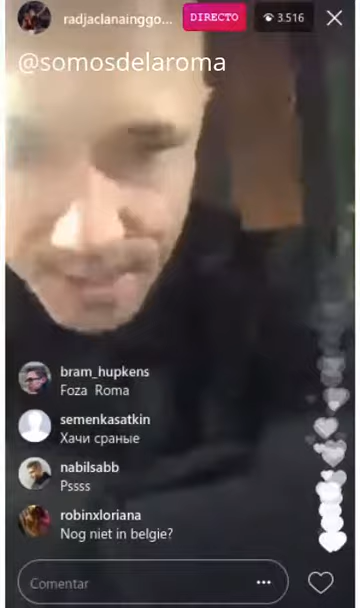 radjaclanainggo...
DIRECTO
3.516
@somosdelaroma
bram_hupkens
Foza Roma
semenkasatkin
Хачи сраные
nabilsabb
Pssss
robinxloriana
Nog niet in belgie?
Comentar